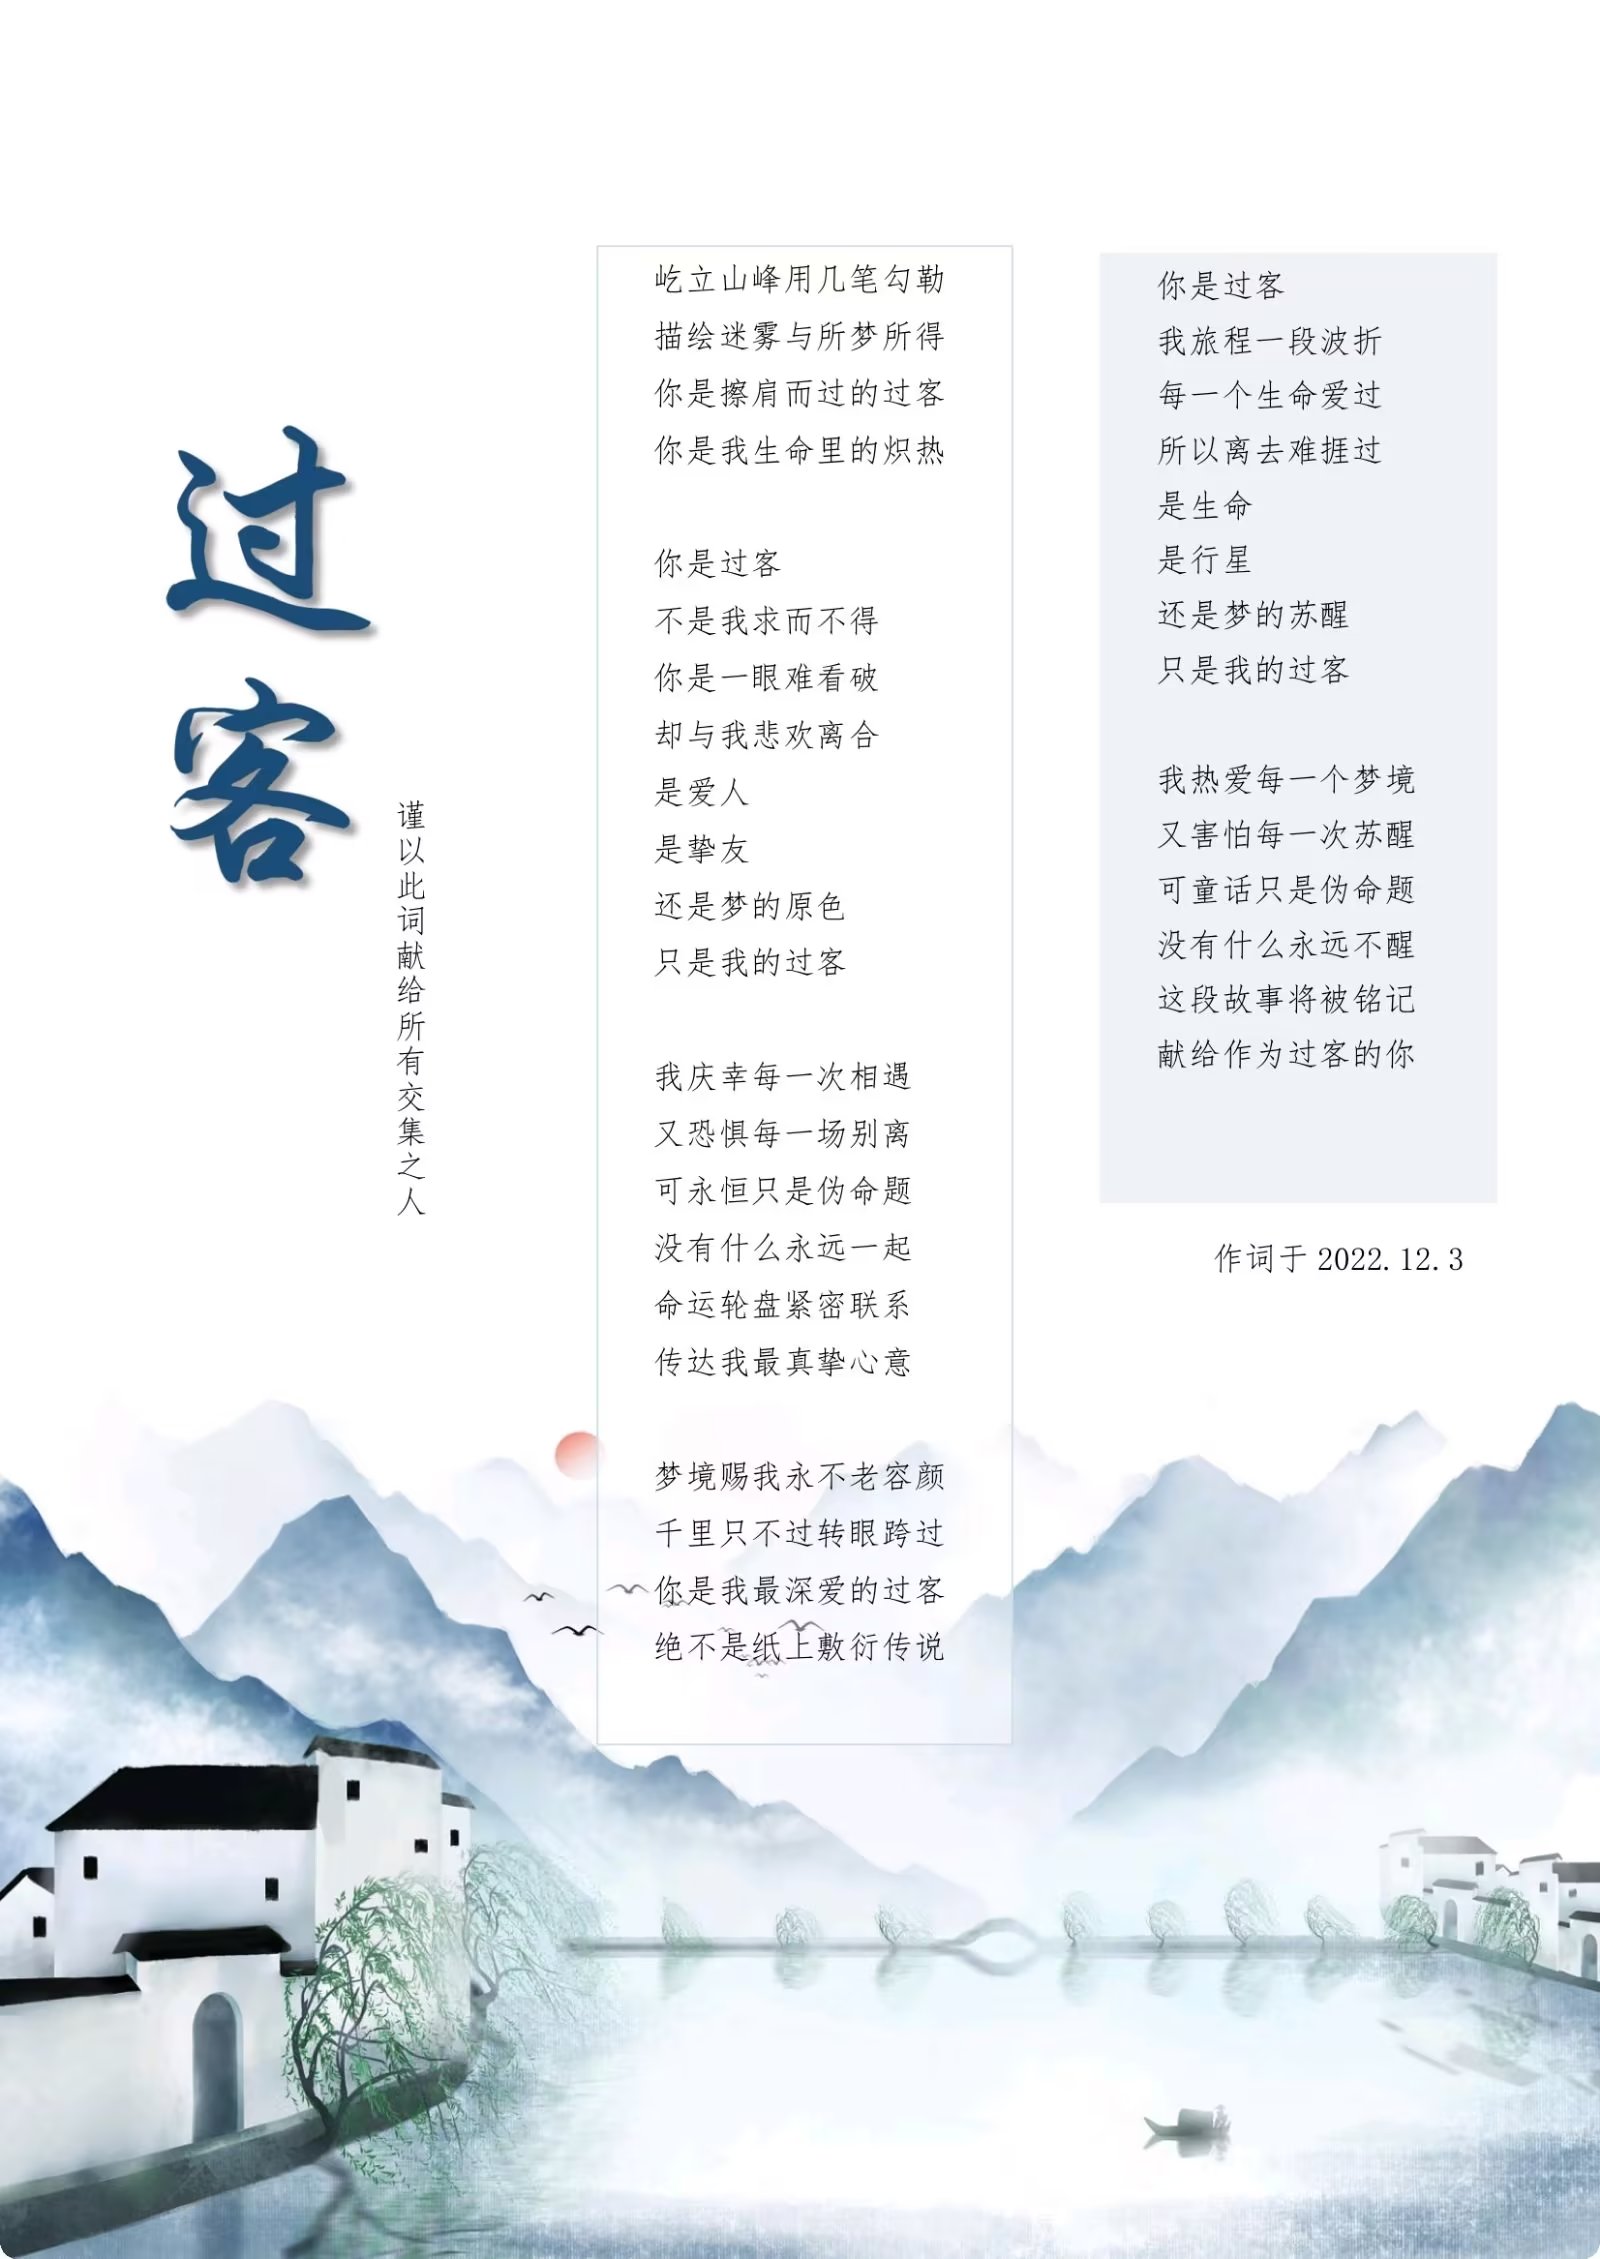 过客
谨以此词献给所有交集之人
屹立山峰用几笔勾勒
描绘迷雾与所梦所得
你是擦肩而过的过客
你是我生命里的炽热
你是过客
不是我求而不得
你是一眼难看破
却与我悲欢离合
是爱人
是挚友
还是梦的原色
只是我的过客
我庆幸每一次相遇
又恐惧每一场别离
可永恒只是伪命题
没有什么永远一起
命运轮盘紧密联系
传达我最真挚心意
梦境赐我永不老容颜
千里只不过转眼跨过
你是我最深爱的过客
绝不是纸上敷衍传说
你是过客
我旅程一段波折
每一个生命爱过
所以离去难捱过
是生命
是行星
还是梦的苏醒
只是我的过客
我热爱每一个梦境
又害怕每一次苏醒
可童话只是伪命题
没有什么永远不醒
这段故事将被铭记
献给作为过客的你
作词于 2022.12.3